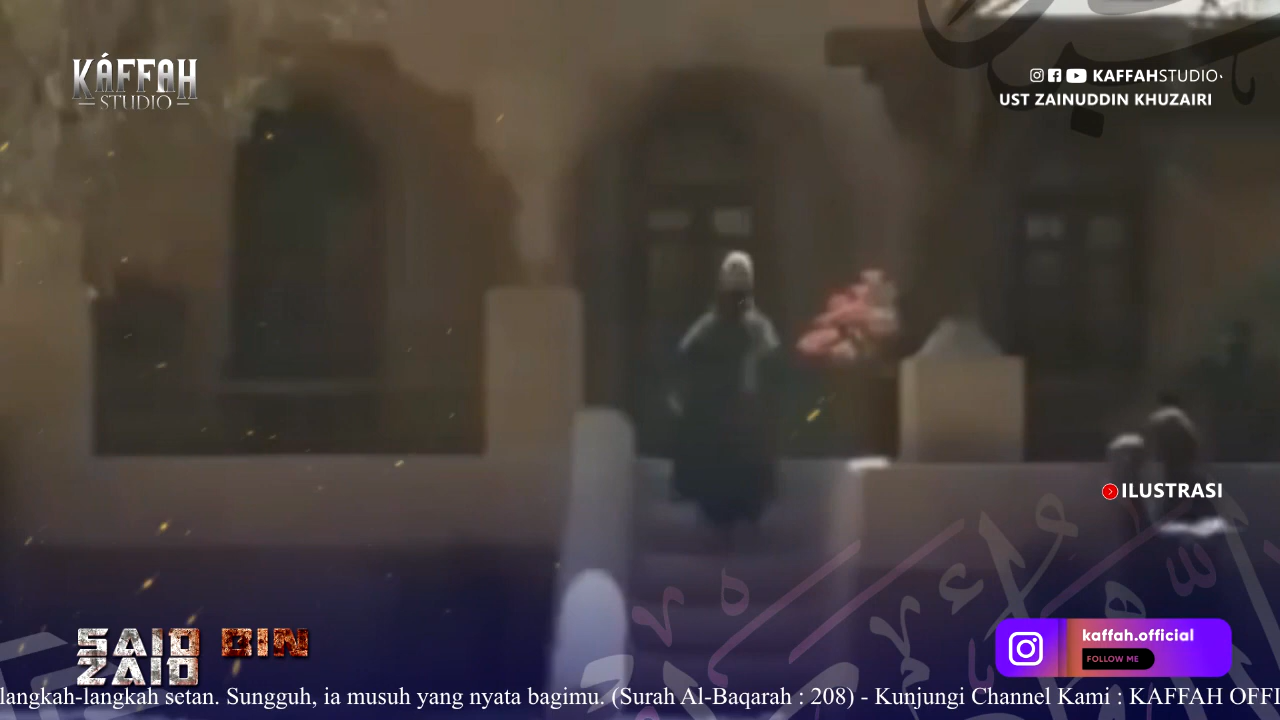 KÁFFAH
STUDIO
KAFFAHSTUDIO
UST ZAINUDDIN KHUZAIRI
ILUSTRASI
kaffah.official
FOLLOW ME
SAID BIN
ZAID
langkah-langkah setan. Sungguh, ia musuh yang nyata bagimu. (Surah Al-Baqarah : 208) - Kunjungi Channel Kami : KAFFAH